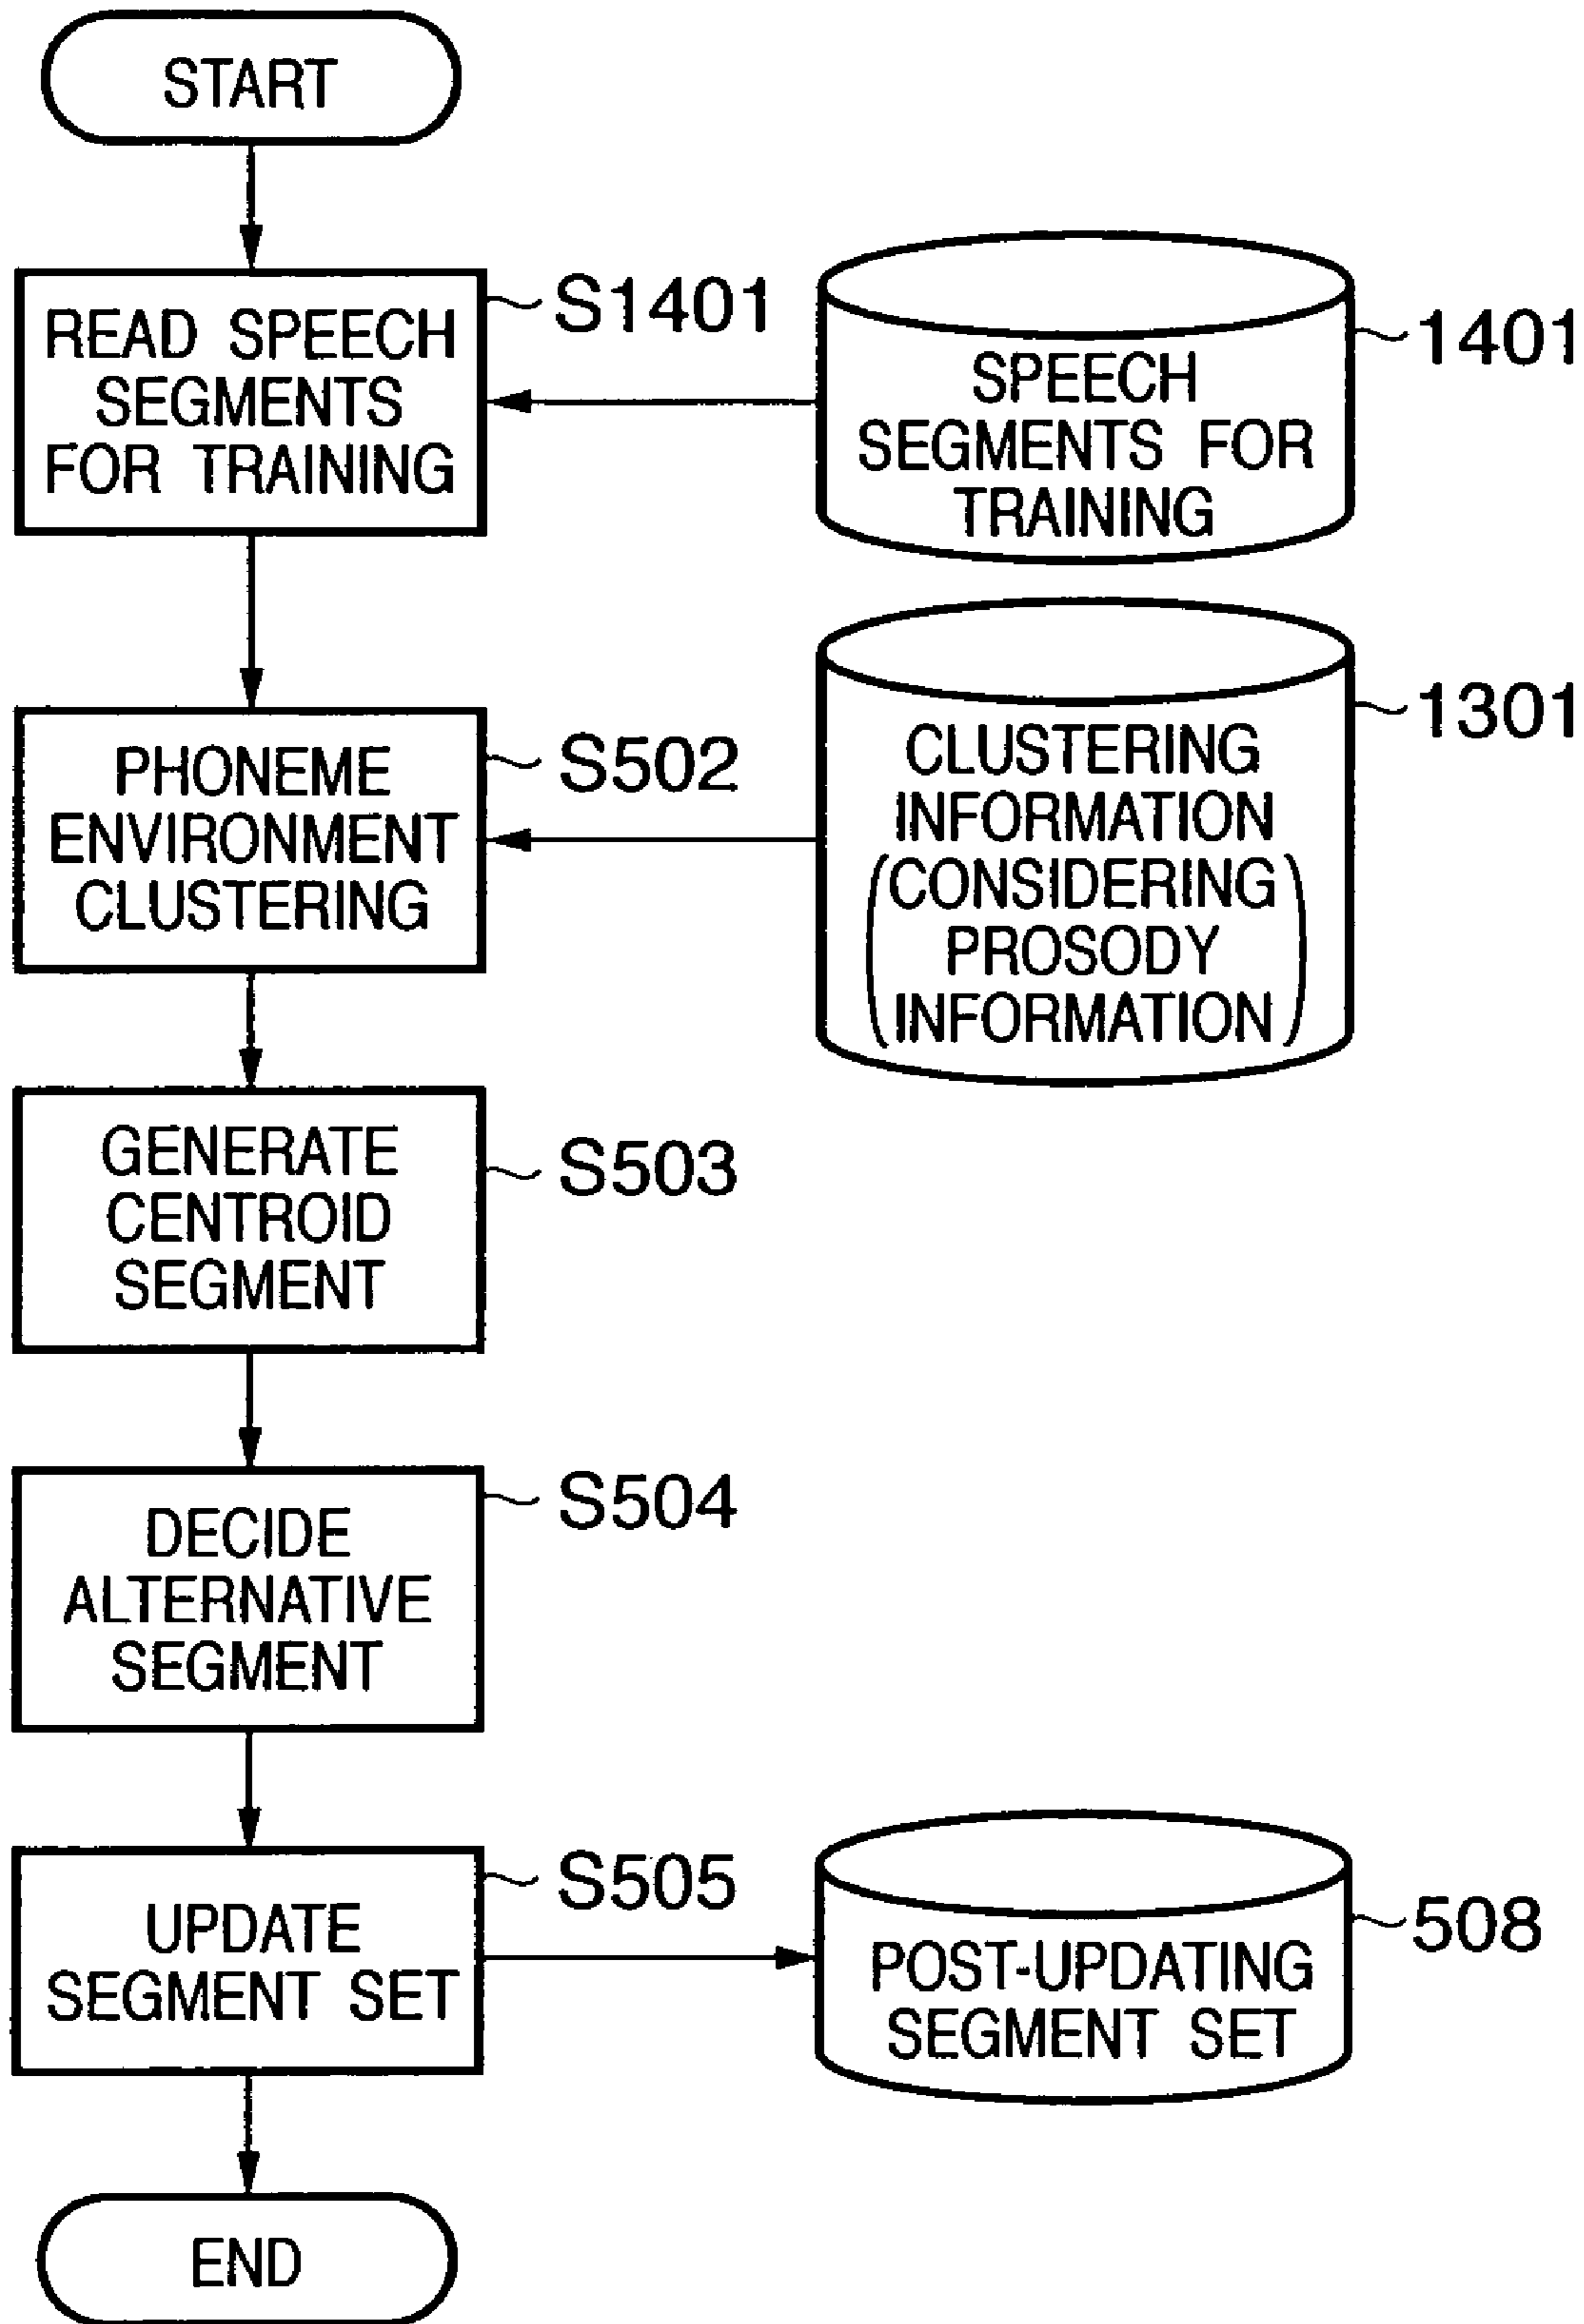 START
READ SPEECH
SEGMENTS
FOR TRAINING
S1401
SPEECH
SEGMENTS FOR
TRAINING
1401
PHONEME
ENVIRONMENT
CLUSTERING
S502
CLUSTERING
INFORMATION
(CONSIDERING
PROSODY
INFORMATION)
1301
GENERATE
CENTROID
SEGMENT
S503
DECIDE
ALTERNATIVE
SEGMENT
S504
UPDATE
SEGMENT SET
S505
POST-UPDATING
SEGMENT SET
508
END